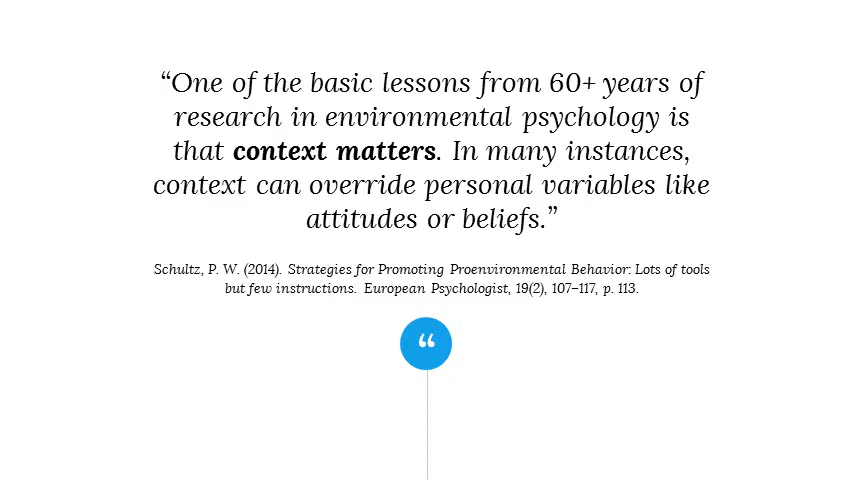 “One of the basic lessons from 60+ years of
research in environmental psychology is
that context matters. In many instances,
context can override personal variables like
attitudes or beliefs.”
Schultz, P. W. (2014). Strategies for Promoting Proenvironmental Behavior: Lots of tools
but few instructions. European Psychologist, 19(2), 107–117, p. 113.
“